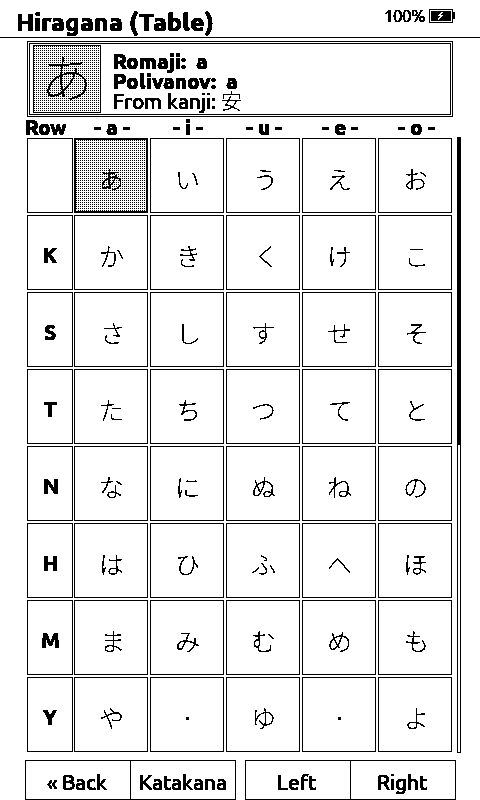 Hiragana (Table) 100%
あ
Romaji: a
Polivanov: a
From kanji: 安
Row - a - - i - - u - - e - - o -
あ い う え お
K か き く け こ
S さ し す せ そ
T た ち つ て と
N な に ぬ ね の
H は ひ ふ へ ほ
M ま み む め も
Y や · ゆ · よ
« Back Katakana Left Right